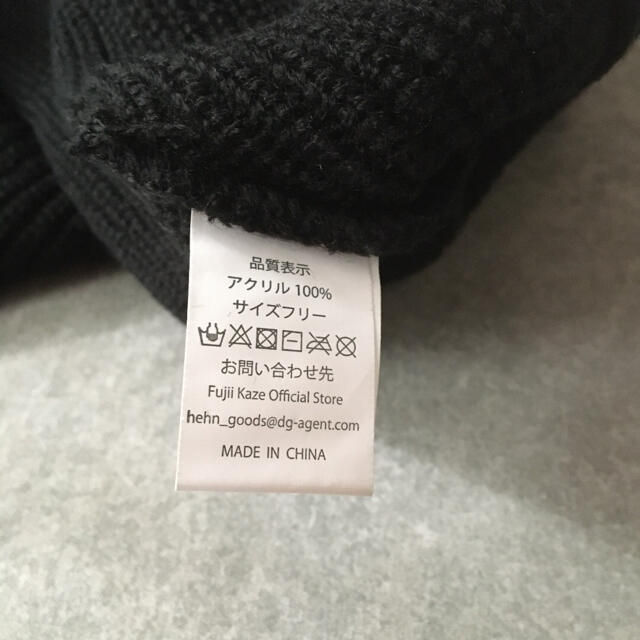 品質表示
アクリル 100%
サイズフリー
お問い合わせ先
Fujii Kaze Official Store
hehn_goods@dg-agent.com
MADE IN CHINA